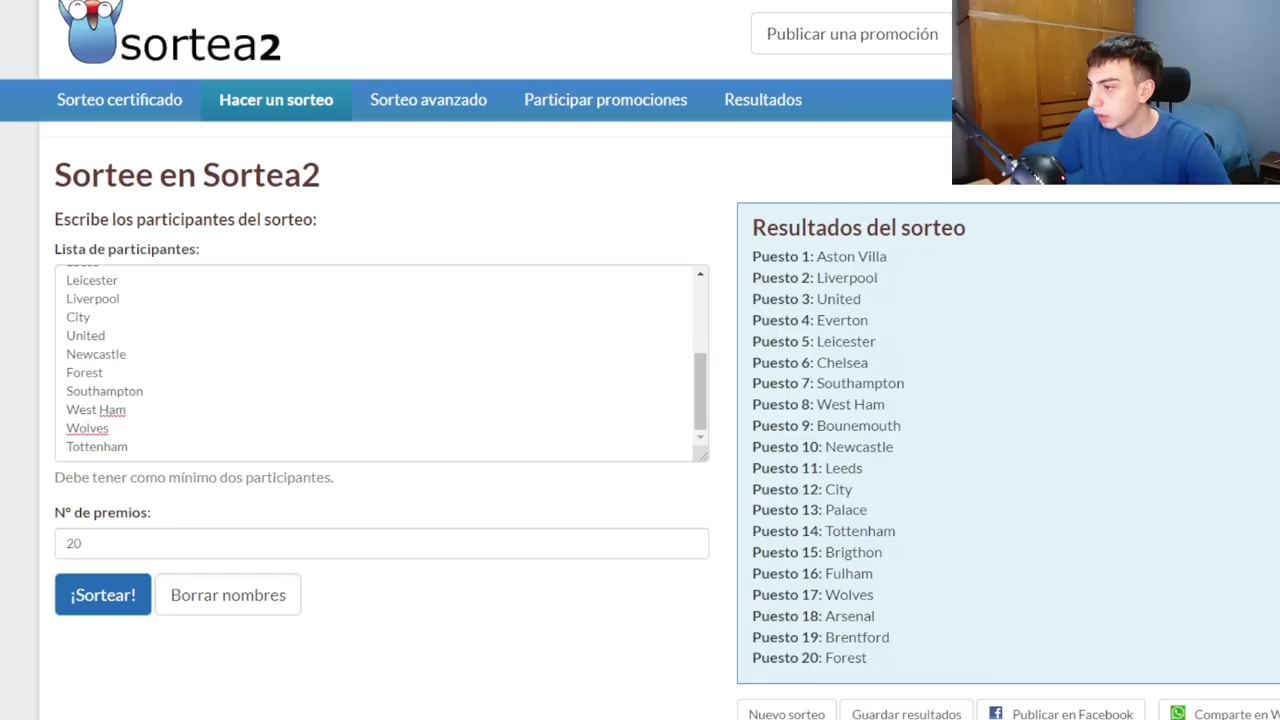 sortea2
Publicar una promoción
Sorteo certificado
Hacer un sorteo
Sorteo avanzado
Participar promociones
Resultados
Sortee en Sortea2
Escribe los participantes del sorteo:
Lista de participantes:
Leicester
Liverpool
City
United
Newcastle
Forest
Southampton
West Ham
Wolves
Tottenham
Debe tener como mínimo dos participantes.
Nº de premios:
20
¡Sortear!
Borrar nombres
Resultados del sorteo
Puesto 1: Aston Villa
Puesto 2: Liverpool
Puesto 3: United
Puesto 4: Everton
Puesto 5: Leicester
Puesto 6: Chelsea
Puesto 7: Southampton
Puesto 8: West Ham
Puesto 9: Bounemouth
Puesto 10: Newcastle
Puesto 11: Leeds
Puesto 12: City
Puesto 13: Palace
Puesto 14: Tottenham
Puesto 15: Brigthon
Puesto 16: Fulham
Puesto 17: Wolves
Puesto 18: Arsenal
Puesto 19: Brentford
Puesto 20: Forest
Nuevo sorteo
Guardar resultados
Publicar en Facebook
Comparte en W